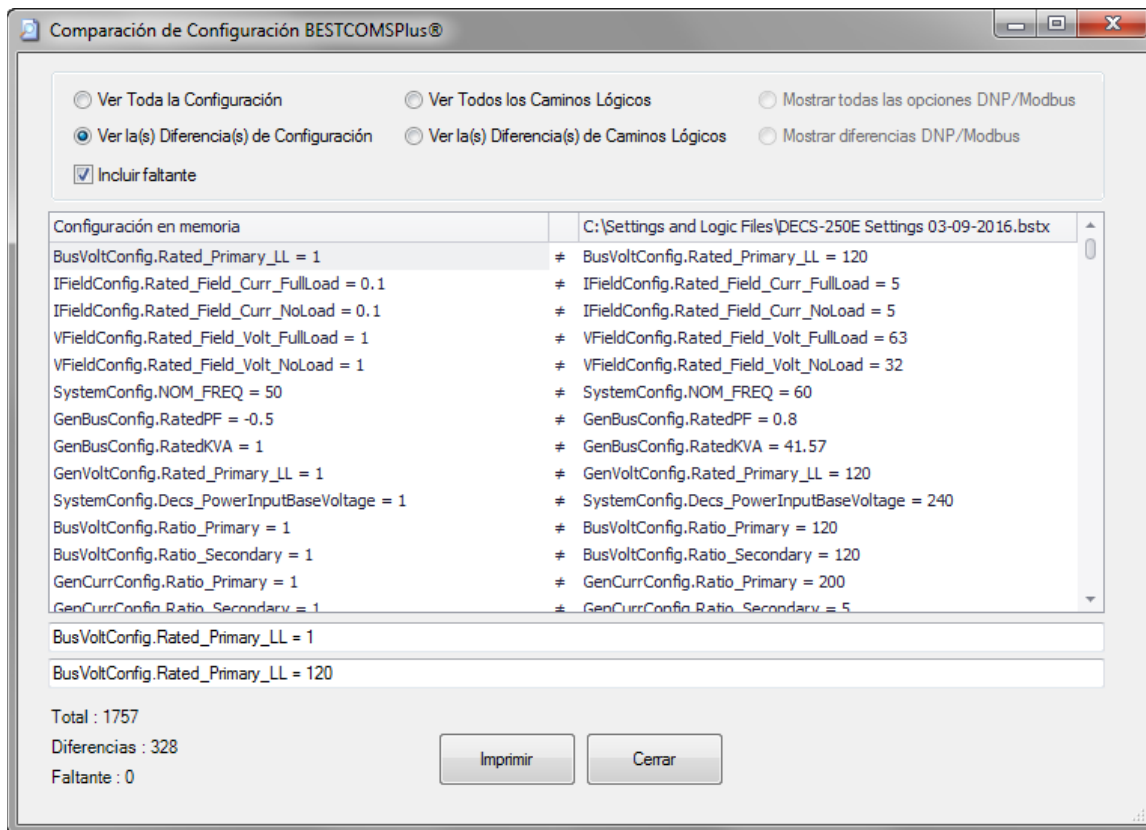 Comparación de Configuración BESTCOMSPlus®
Ver Toda la Configuración Ver Todos los Caminos Lógicos Mostrar todas las opciones DNP/Modbus
Ver la(s) Diferencia(s) de Configuración Ver la(s) Diferencia(s) de Caminos Lógicos Mostrar diferencias DNP/Modbus
Incluir faltante
Configuración en memoria C:\Settings and Logic Files\DECS-250E Settings 03-09-2016.bstx
BusVoltConfig.Rated_Primary_LL = 1 ≠ BusVoltConfig.Rated_Primary_LL = 120
IFieldConfig.Rated_Field_Curr_FullLoad = 0.1 ≠ IFieldConfig.Rated_Field_Curr_FullLoad = 5
IFieldConfig.Rated_Field_Curr_NoLoad = 0.1 ≠ IFieldConfig.Rated_Field_Curr_NoLoad = 5
VFieldConfig.Rated_Field_Volt_FullLoad = 1 ≠ VFieldConfig.Rated_Field_Volt_FullLoad = 63
VFieldConfig.Rated_Field_Volt_NoLoad = 1 ≠ VFieldConfig.Rated_Field_Volt_NoLoad = 32
SystemConfig.NOM_FREQ = 50 ≠ SystemConfig.NOM_FREQ = 60
GenBusConfig.RatedPF = -0.5 ≠ GenBusConfig.RatedPF = 0.8
GenBusConfig.RatedKVA = 1 ≠ GenBusConfig.RatedKVA = 41.57
GenVoltConfig.Rated_Primary_LL = 1 ≠ GenVoltConfig.Rated_Primary_LL = 120
SystemConfig.Decs_PowerInputBaseVoltage = 1 ≠ SystemConfig.Decs_PowerInputBaseVoltage = 240
BusVoltConfig.Ratio_Primary = 1 ≠ BusVoltConfig.Ratio_Primary = 120
BusVoltConfig.Ratio_Secondary = 1 ≠ BusVoltConfig.Ratio_Secondary = 120
GenCurrConfig.Ratio_Primary = 1 ≠ GenCurrConfig.Ratio_Primary = 200
GenCurrConfig.Ratio_Secondary = 1 ≠ GenCurrConfig.Ratio_Secondary = 5
BusVoltConfig.Rated_Primary_LL = 1
BusVoltConfig.Rated_Primary_LL = 120
Total : 1757
Diferencias : 328
Faltante : 0
Imprimir Cerrar